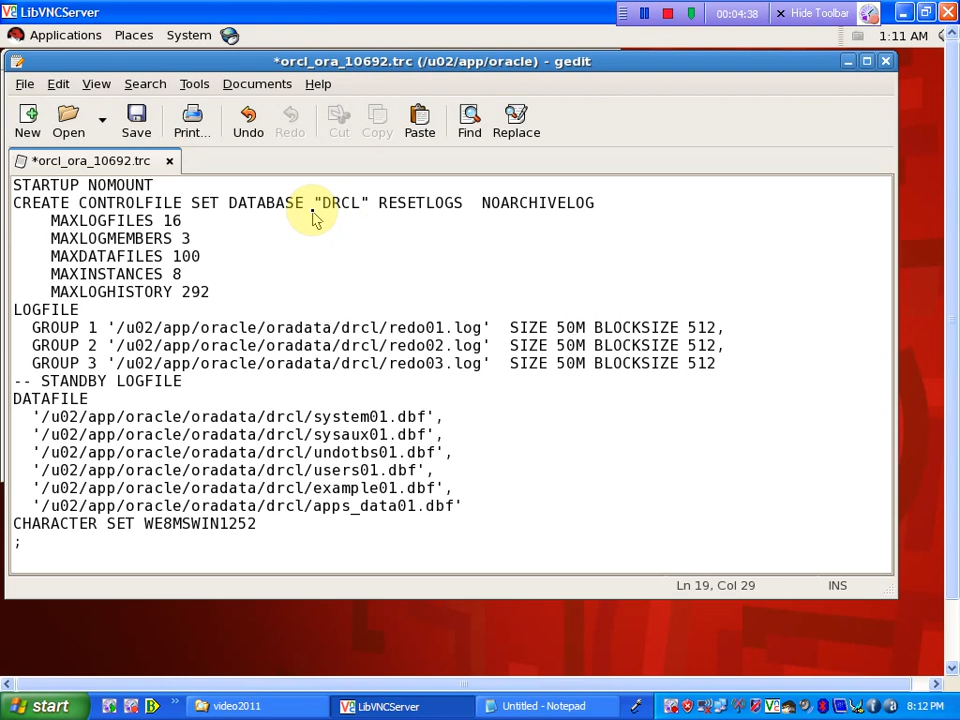 LibVNCServer
00:04:38
Hide Toolbar
Applications Places System
1:11 AM
*orcl_ora_10692.trc (/u02/app/oracle) - gedit
File Edit View Search Tools Documents Help
New Open Save Print... Undo Redo Cut Copy Paste Find Replace
*orcl_ora_10692.trc
STARTUP NOMOUNT
CREATE CONTROLFILE SET DATABASE "DRCL" RESETLOGS  NOARCHIVELOG
    MAXLOGFILES 16
    MAXLOGMEMBERS 3
    MAXDATAFILES 100
    MAXINSTANCES 8
    MAXLOGHISTORY 292
LOGFILE
  GROUP 1 '/u02/app/oracle/oradata/drcl/redo01.log'  SIZE 50M BLOCKSIZE 512,
  GROUP 2 '/u02/app/oracle/oradata/drcl/redo02.log'  SIZE 50M BLOCKSIZE 512,
  GROUP 3 '/u02/app/oracle/oradata/drcl/redo03.log'  SIZE 50M BLOCKSIZE 512
-- STANDBY LOGFILE
DATAFILE
  '/u02/app/oracle/oradata/drcl/system01.dbf',
  '/u02/app/oracle/oradata/drcl/sysaux01.dbf',
  '/u02/app/oracle/oradata/drcl/undotbs01.dbf',
  '/u02/app/oracle/oradata/drcl/users01.dbf',
  '/u02/app/oracle/oradata/drcl/example01.dbf',
  '/u02/app/oracle/oradata/drcl/apps_data01.dbf'
CHARACTER SET WE8MSWIN1252
;
Ln 19, Col 29
INS
start
video2011
LibVNCServer
Untitled - Notepad
8:12 PM